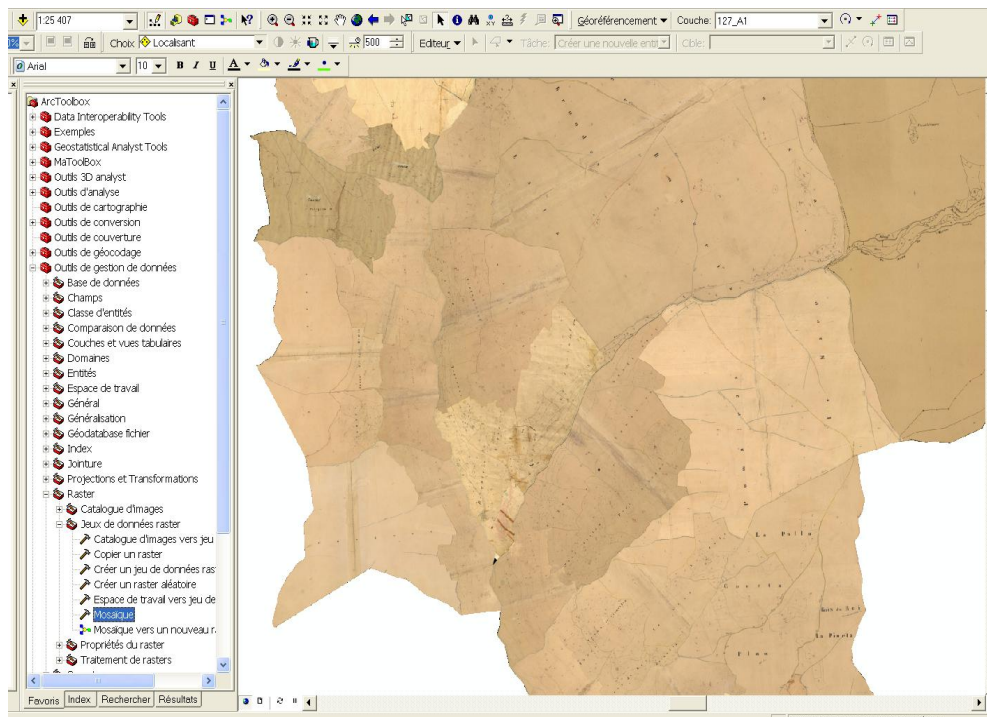 1:25 407
Géoréférencement
Couche:
127_A1
Choix
Localisant
500
Editeur
Tâche:
Créer une nouvelle entit
Cible:
Arial
10
B I U A
ArcToolbox
Data Interoperability Tools
Exemples
Geostatistical Analyst Tools
MaToolBox
Outils 3D analyst
Outils d'analyse
Outils de cartographie
Outils de conversion
Outils de couverture
Outils de géocodage
Outils de gestion de données
Base de données
Champs
Classe d'entités
Comparaison de données
Couches et vues tabulaires
Domaines
Entités
Espace de travail
Général
Généralisation
Géodatabase fichier
Index
Jointure
Projections et Transformations
Raster
Catalogue d'images
Jeux de données raster
Catalogue d'images vers jeu
Copier un raster
Créer un jeu de données ras
Créer un raster aléatoire
Espace de travail vers jeu de
Mosaïque
Mosaïque vers un nouveau r
Propriétés du raster
Traitement de rasters
Favoris
Index
Rechercher
Résultats
La Palla